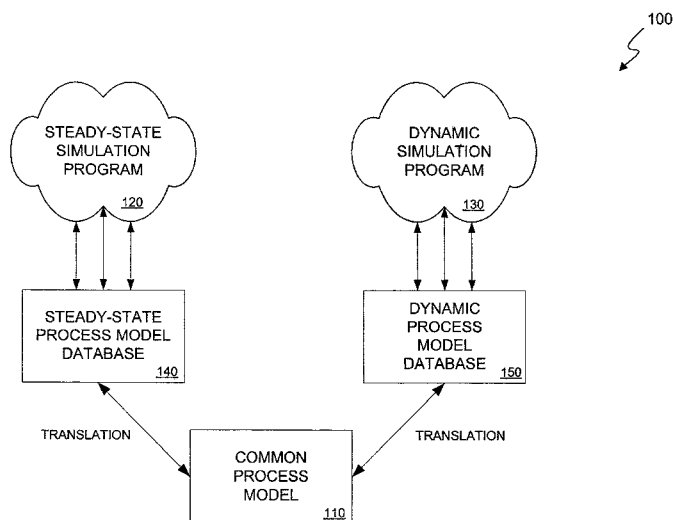 100
STEADY-STATE
SIMULATION
PROGRAM
120
DYNAMIC
SIMULATION
PROGRAM
130
STEADY-STATE
PROCESS MODEL
DATABASE
140
DYNAMIC
PROCESS
MODEL
DATABASE
150
TRANSLATION
TRANSLATION
COMMON
PROCESS
MODEL
110